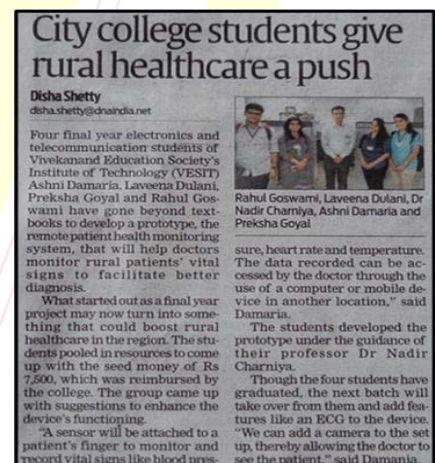 City college students give
rural healthcare a push
Disha Shetty
disha.shetty@dnaindia.net
Four final year electronics and
telecommunication students of
Vivekanand Education Society's
Institute of Technology (VESIT)
Ashni Damaria, Laveena Dulani,
Preksha Goyal and Rahul Gos-
wami have gone beyond text-
books to develop a prototype, the
remote patient health monitoring
system, that will help doctors
monitor rural patients' vital
signs to facilitate better
diagnosis.
What started out as a final year
project may now turn into some-
thing that could boost rural
healthcare in the region. The stu-
dents pooled in resources to come
up with the seed money of Rs
7,500, which was reimbursed by
the college. The group came up
with suggestions to enhance the
device's functioning.
"A sensor will be attached to a
patient's finger to monitor and
record vital signs like blood pres-
Rahul Goswami, Laveena Dulani, Dr
Nadir Charniya, Ashni Damaria and
Preksha Goyal
sure, heart rate and temperature.
The data recorded can be ac-
cessed by the doctor through the
use of a computer or mobile de-
vice in another location," said
Damaria.
The students developed the
prototype under the guidance of
their professor Dr Nadir
Charniya.
Though the four students have
graduated, the next batch will
take over from them and add fea-
tures like an ECG to the device.
"We can add a camera to the set
up, thereby allowing the doctor to
see the patient," said Damania.